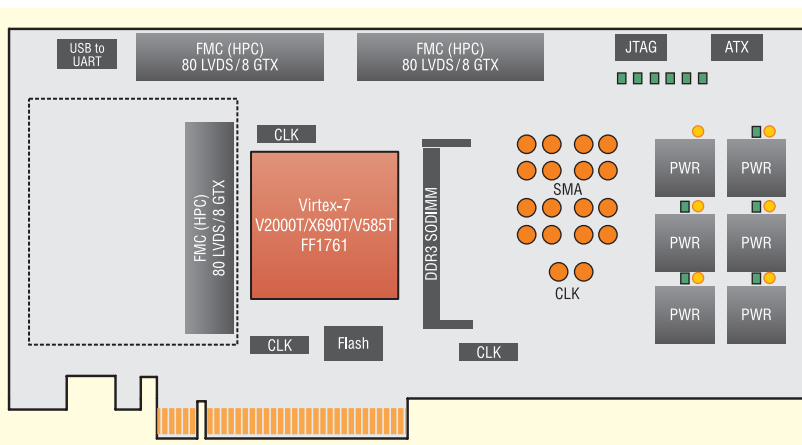 USB to
UART
FMC (HPC)
80 LVDS/8 GTX
FMC (HPC)
80 LVDS/8 GTX
JTAG
ATX
CLK
FMC (HPC)
80 LVDS/8 GTX
Virtex-7
V2000T/X690T/V585T
FF1761
DDR3 SODIMM
SMA
CLK
PWR
PWR
PWR
PWR
PWR
PWR
CLK
Flash
CLK